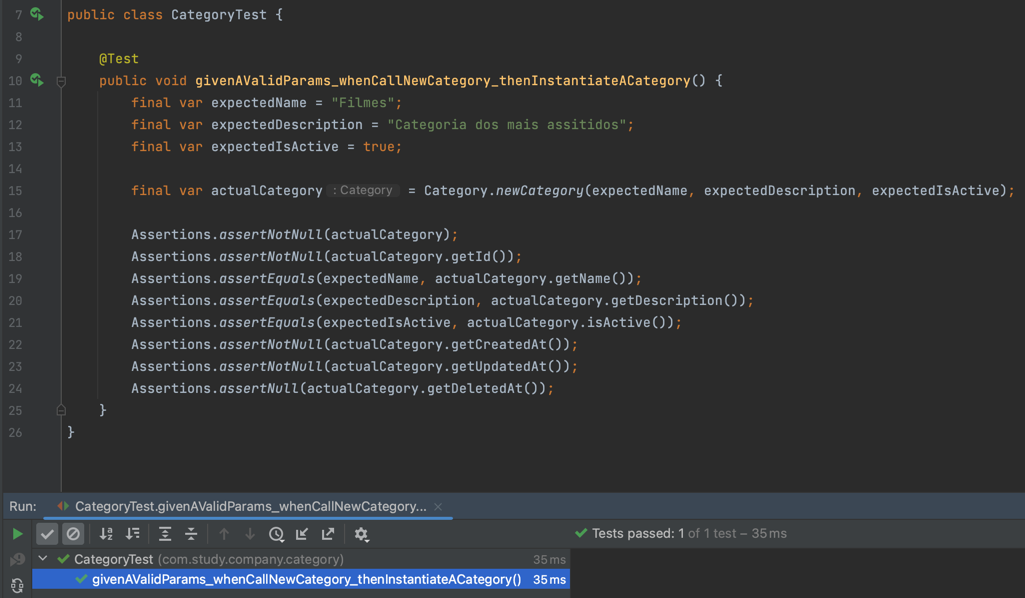 7 public class CategoryTest {
8
9 @Test
10 public void givenAValidParams_whenCallNewCategory_thenInstantiateACategory() {
11 final var expectedName = "Filmes";
12 final var expectedDescription = "Categoria dos mais assitidos";
13 final var expectedIsActive = true;
14
15 final var actualCategory : Category = Category.newCategory(expectedName, expectedDescription, expectedIsActive);
16
17 Assertions.assertNotNull(actualCategory);
18 Assertions.assertNotNull(actualCategory.getId());
19 Assertions.assertEquals(expectedName, actualCategory.getName());
20 Assertions.assertEquals(expectedDescription, actualCategory.getDescription());
21 Assertions.assertEquals(expectedIsActive, actualCategory.isActive());
22 Assertions.assertNotNull(actualCategory.getCreatedAt());
23 Assertions.assertNotNull(actualCategory.getUpdatedAt());
24 Assertions.assertNull(actualCategory.getDeletedAt());
25 }
26 }
Run: CategoryTest.givenAValidParams_whenCallNewCategory...
Tests passed: 1 of 1 test – 35 ms
CategoryTest (com.study.company.category) 35 ms
givenAValidParams_whenCallNewCategory_thenInstantiateACategory() 35 ms